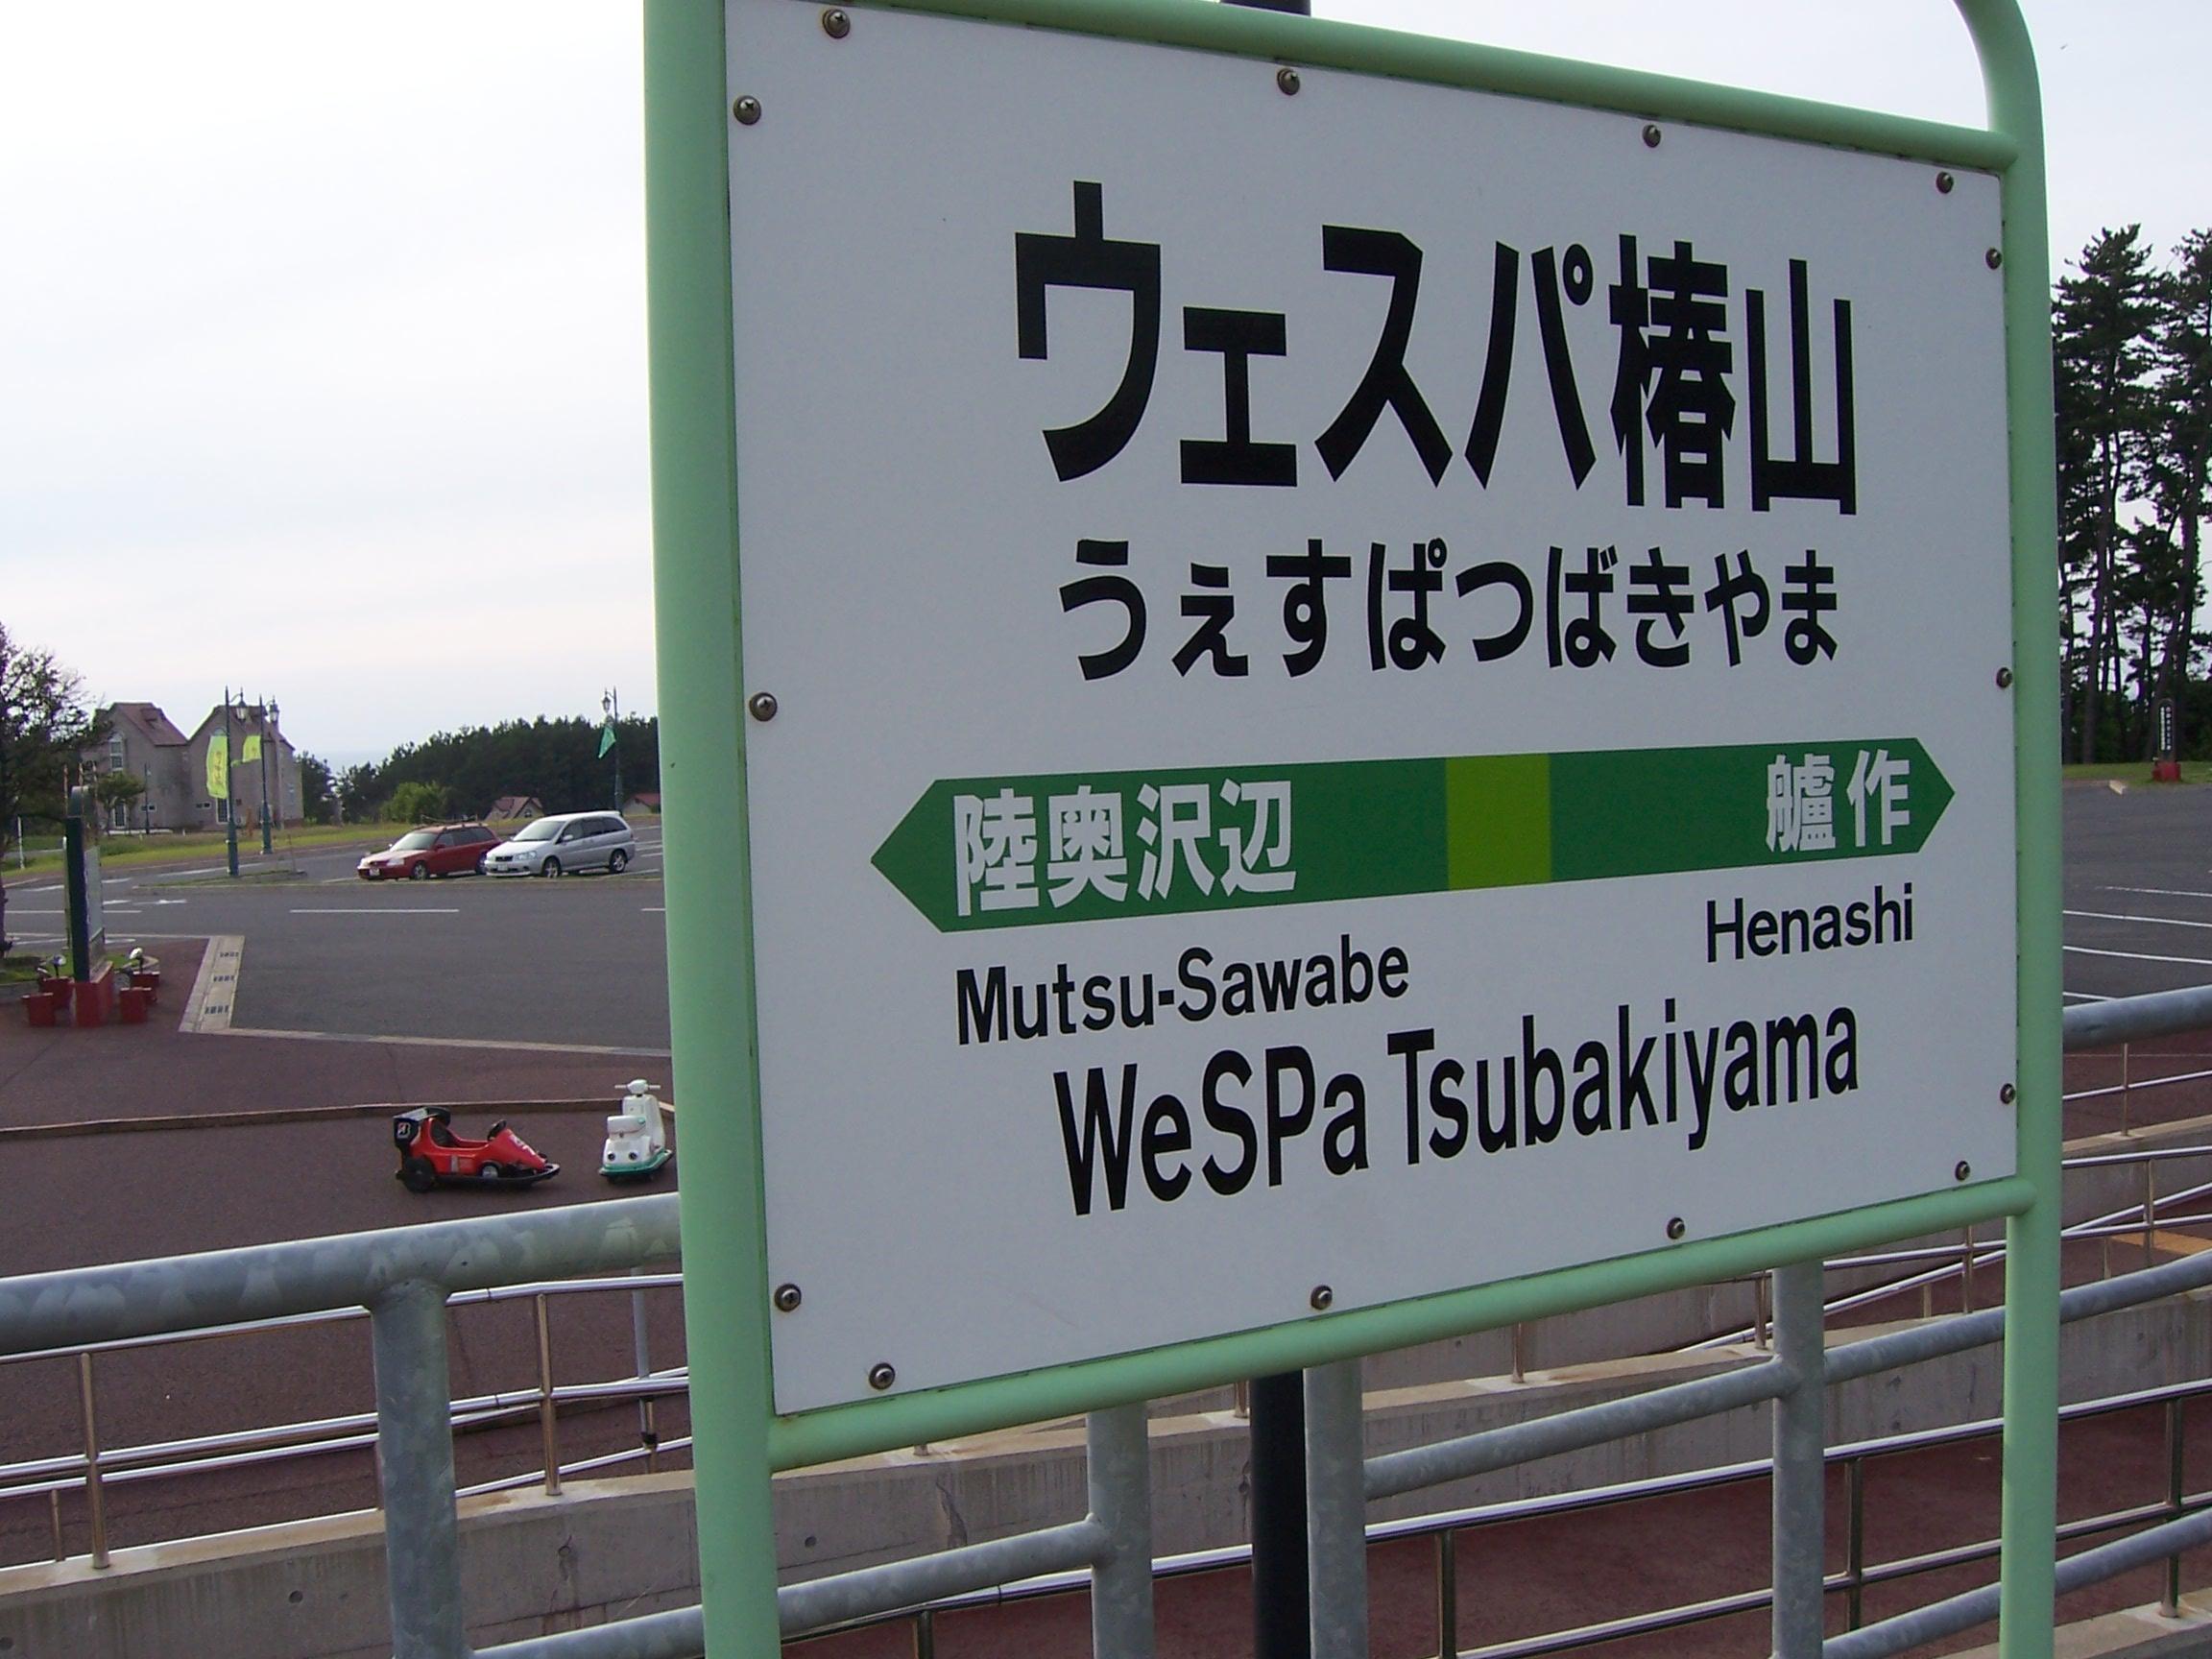 ウェスパ椿山
うぇすぱつばきやま
陸奥沢辺 艫作
Mutsu-Sawabe Henashi
WeSPa Tsubakiyama